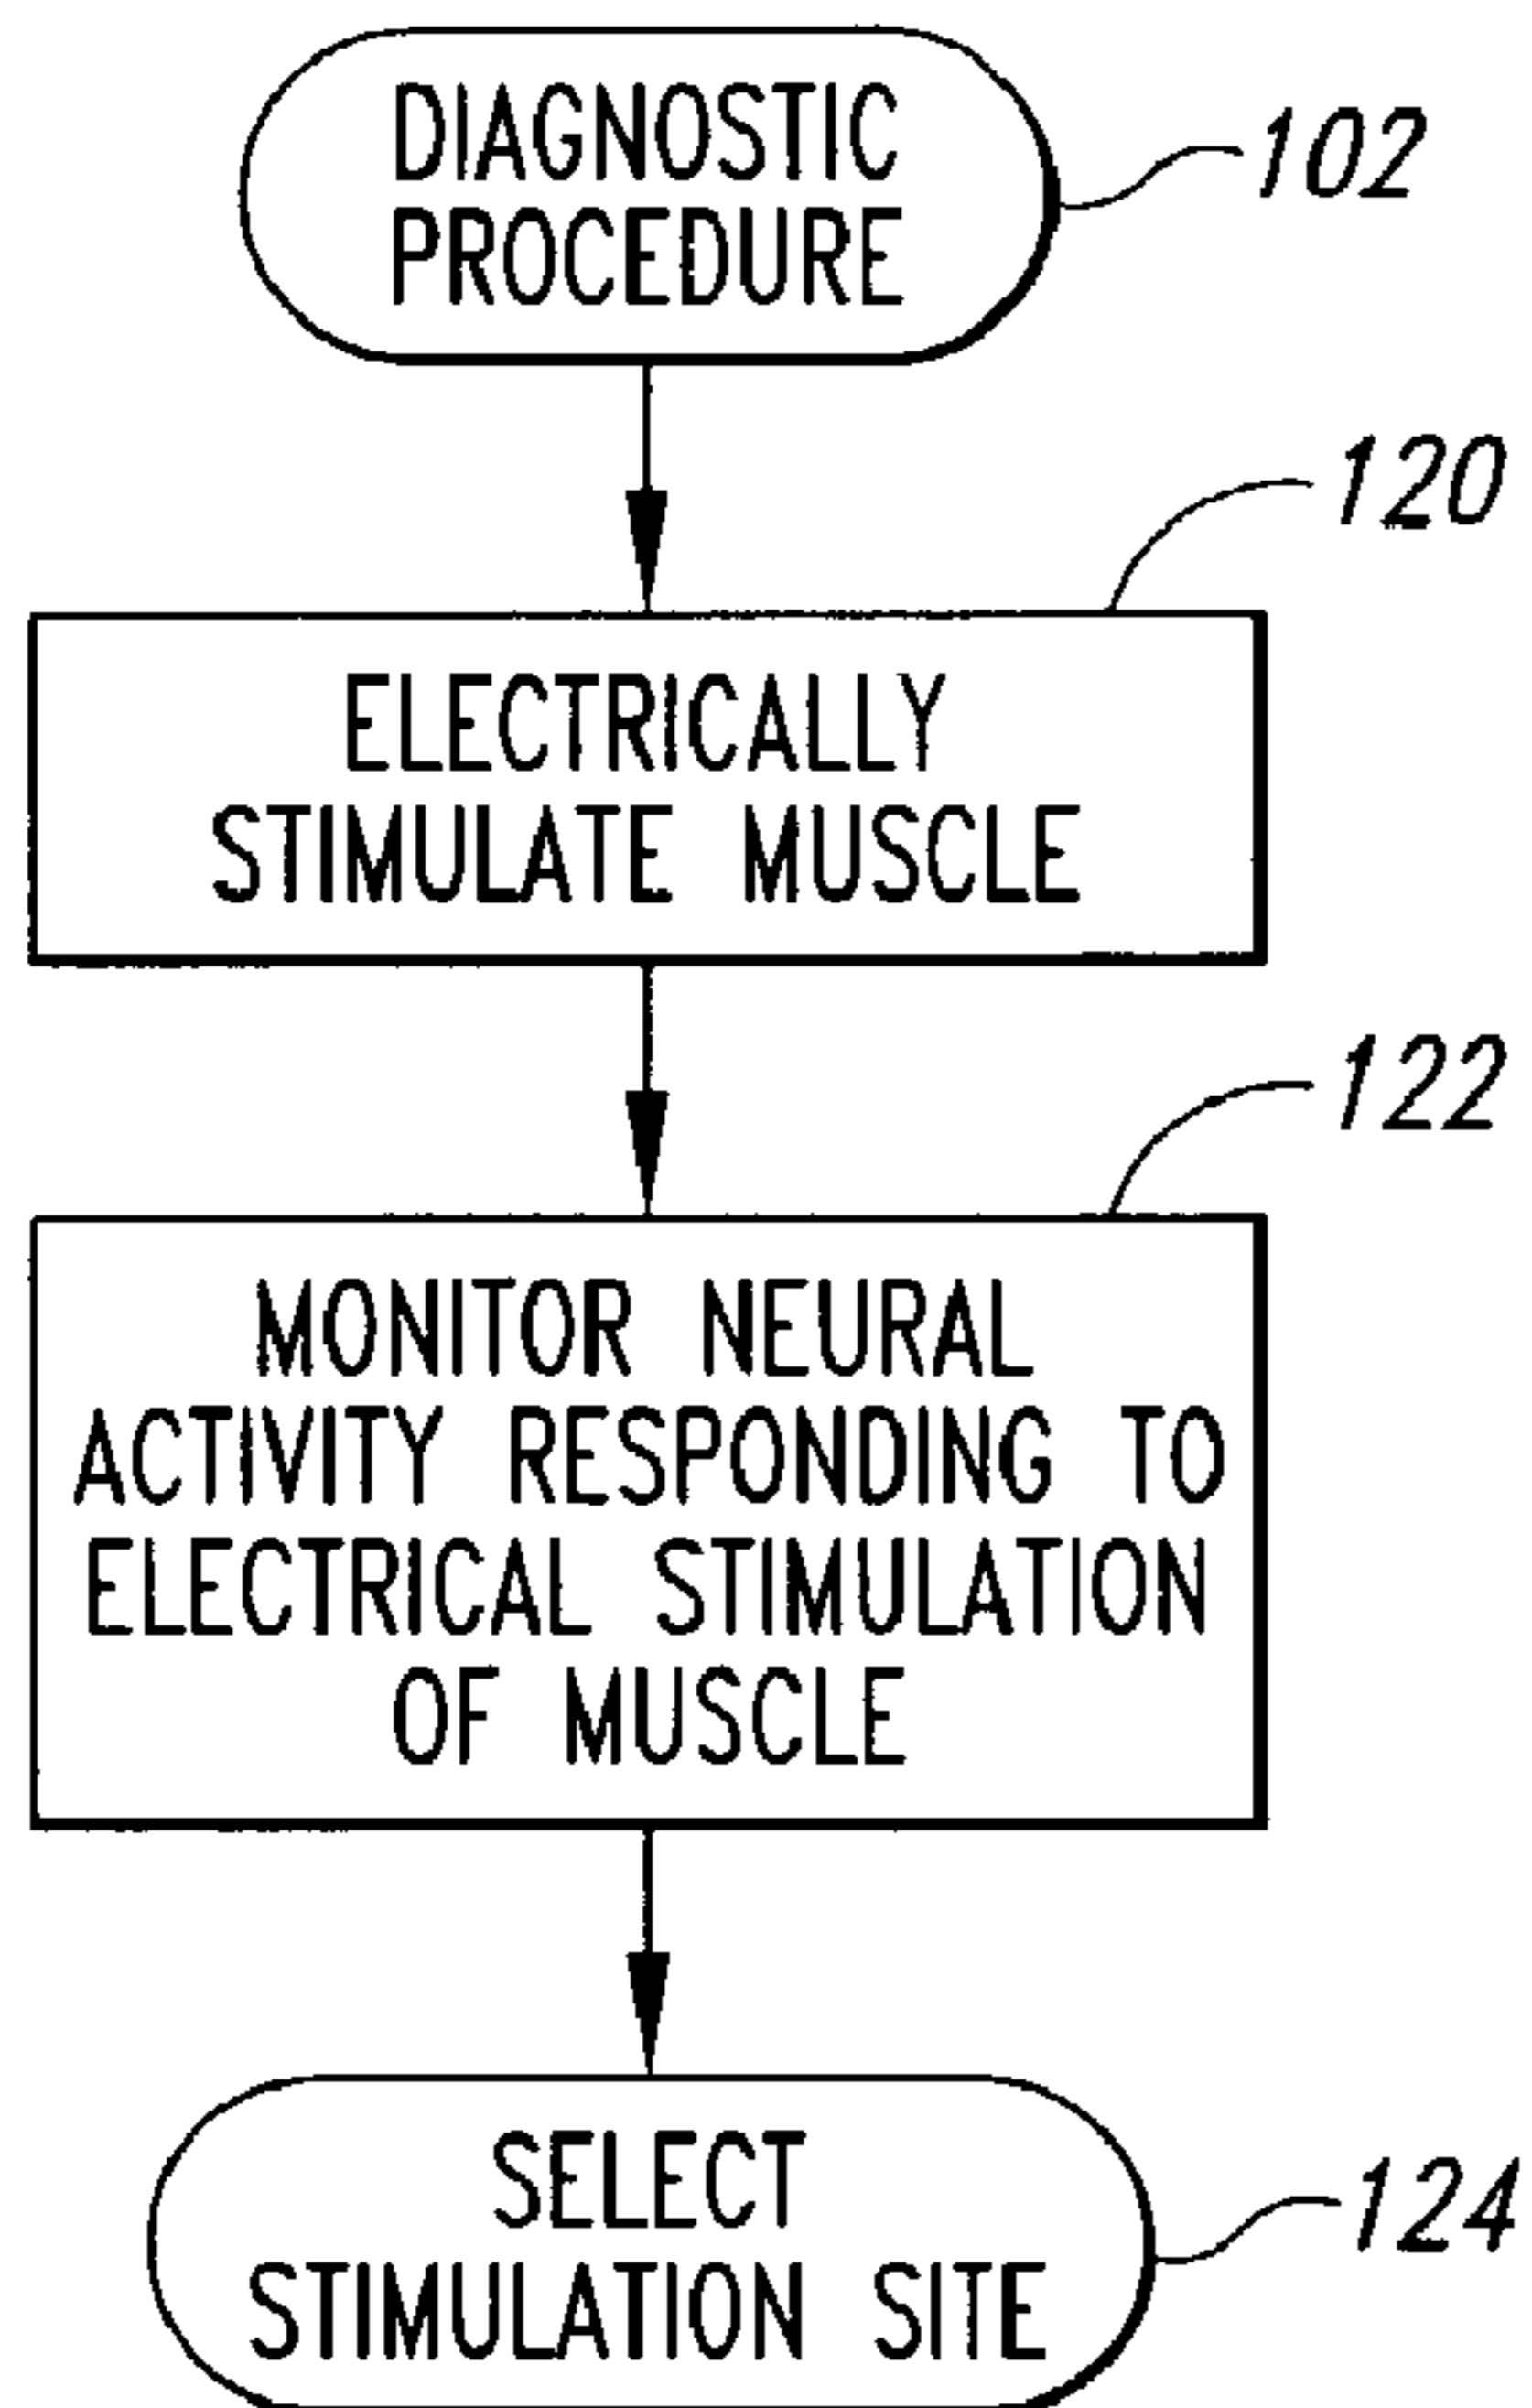 DIAGNOSTIC
PROCEDURE
102
120
ELECTRICALLY
STIMULATE MUSCLE
122
MONITOR NEURAL
ACTIVITY RESPONDING TO
ELECTRICAL STIMULATION
OF MUSCLE
SELECT
STIMULATION SITE
124